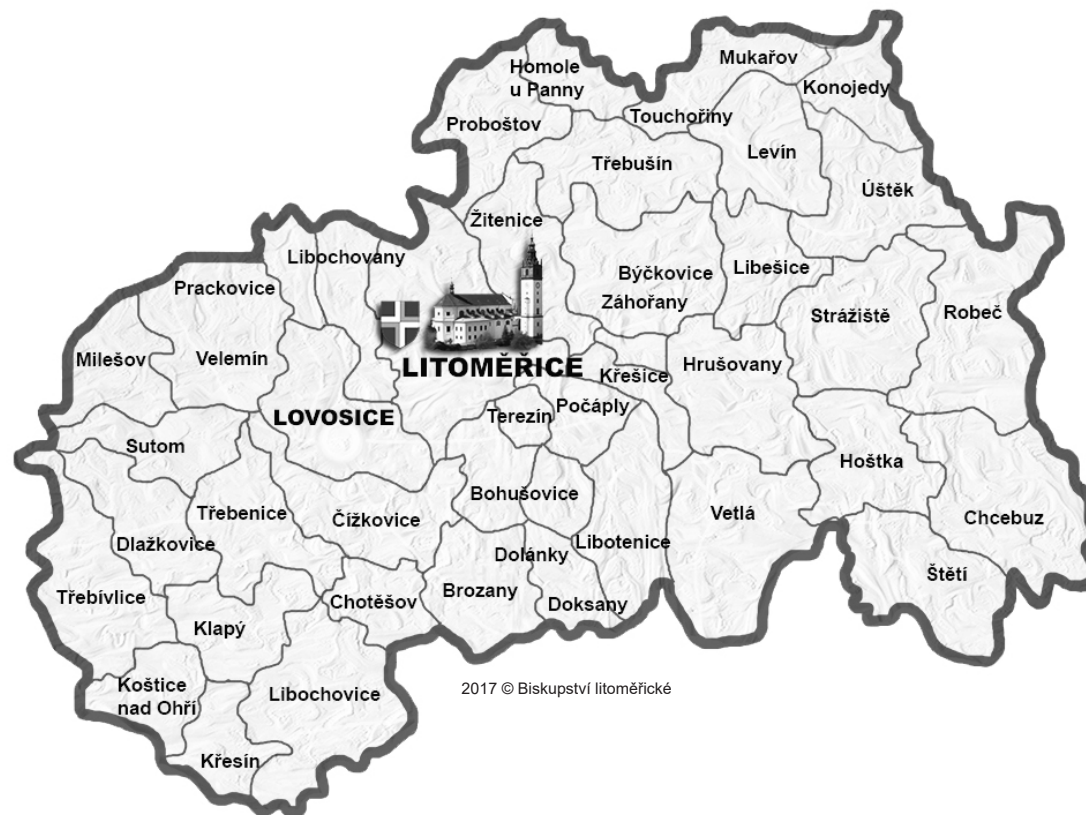 Homole
u Panny
Mukařov
Konojedy
Proboštov
Touchořiny
Třebušín
Levín
Úštěk
Žitenice
Libochovany
Býčkovice
Libešice
Prackovice
Záhořany
Strážiště
Robeč
Milešov
Velemín
LITOMĚŘICE
Křešice
Hrušovany
LOVOSICE
Terezín
Počáply
Sutom
Hoštka
Bohušovice
Třebenice
Čížkovice
Vetlá
Chcebuz
Dlažkovice
Dolánky
Libotenice
Štětí
Třebívlice
Chotěšov
Brozany
Doksany
Klapý
Koštice
nad Ohří
Libochovice
2017 © Biskupství litoměřické
Křesín